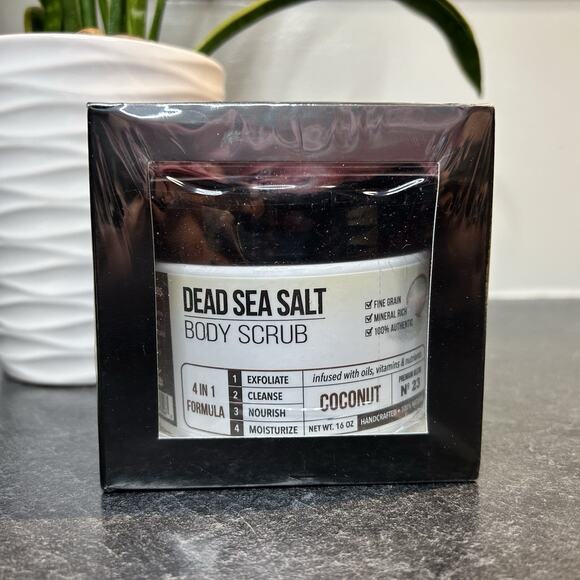 DEAD SEA SALT
BODY SCRUB
FINE GRAIN
MINERAL RICH
100% AUTHENTIC
4 IN 1
FORMULA
1 EXFOLIATE
2 CLEANSE
3 NOURISH
4 MOISTURIZE
infused with oils, vitamins & nutrients
COCONUT
PREMIUM
Nº 23
NET WT. 16 OZ
HANDCRAFTED